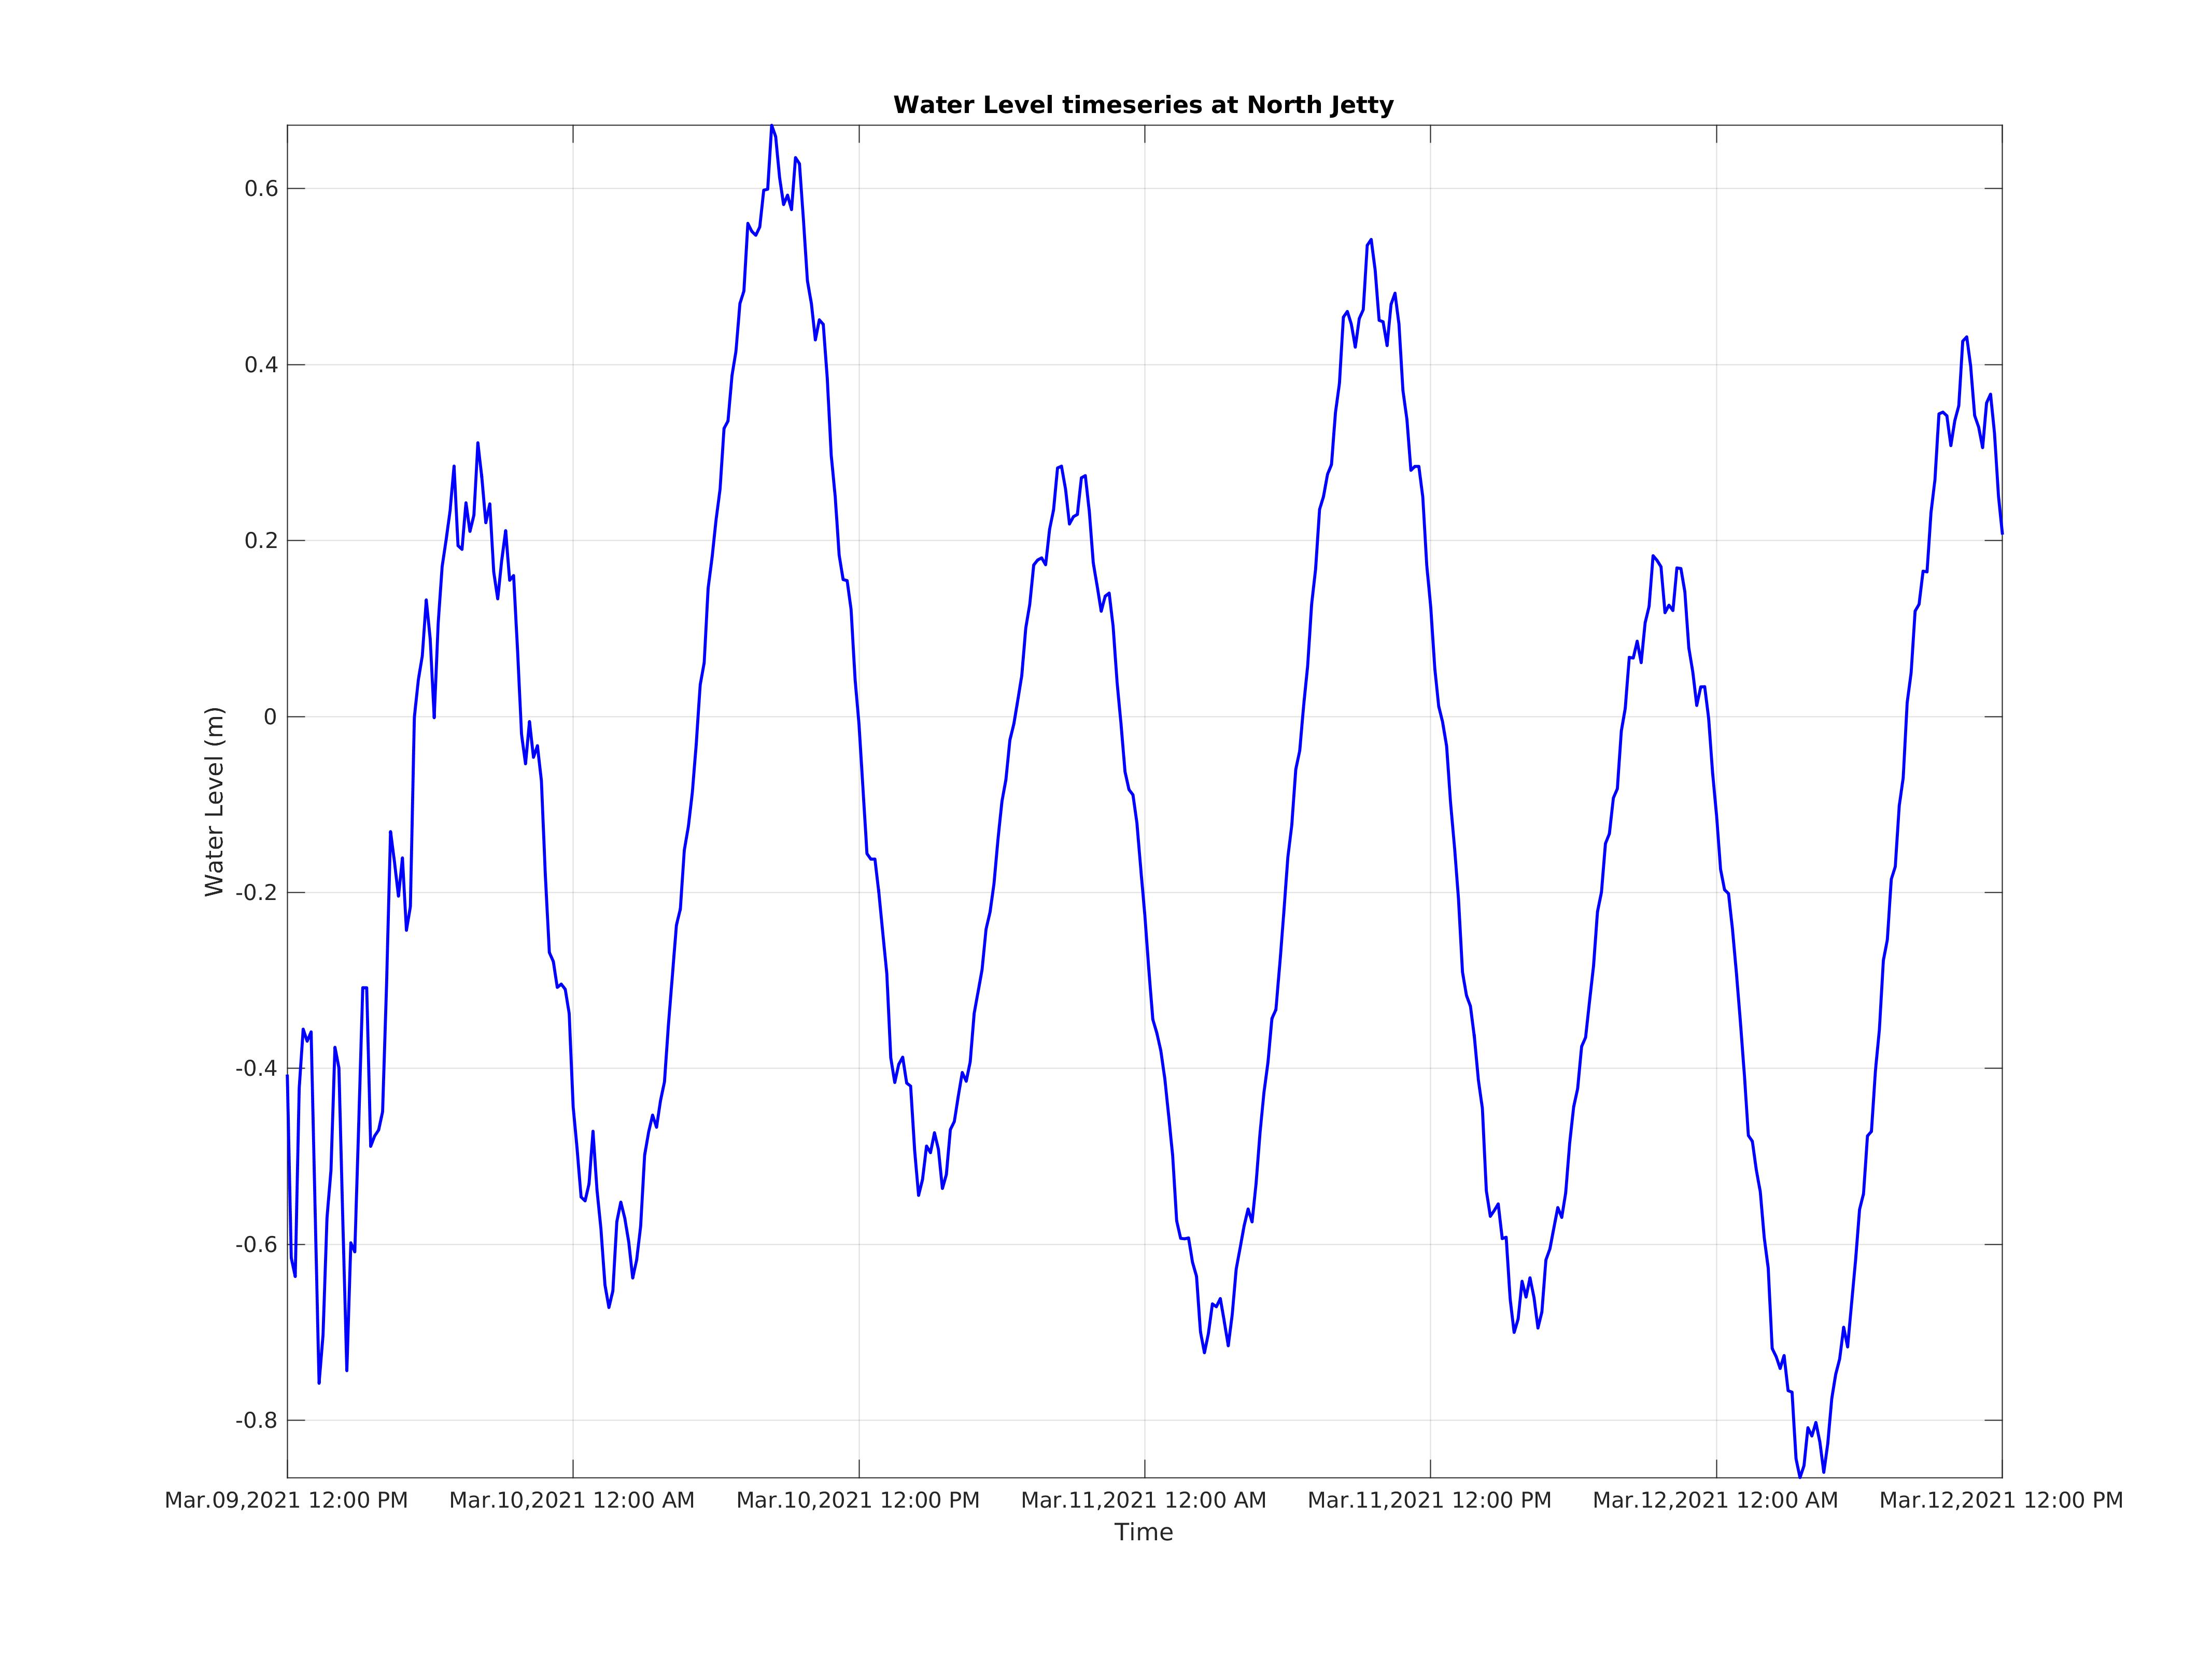 Water Level timeseries at North Jetty
0.6
0.4
0.2
0
-0.2
-0.4
-0.6
-0.8
Water Level (m)
Mar.09,2021 12:00 PM
Mar.10,2021 12:00 AM
Mar.10,2021 12:00 PM
Mar.11,2021 12:00 AM
Mar.11,2021 12:00 PM
Mar.12,2021 12:00 AM
Mar.12,2021 12:00 PM
Time